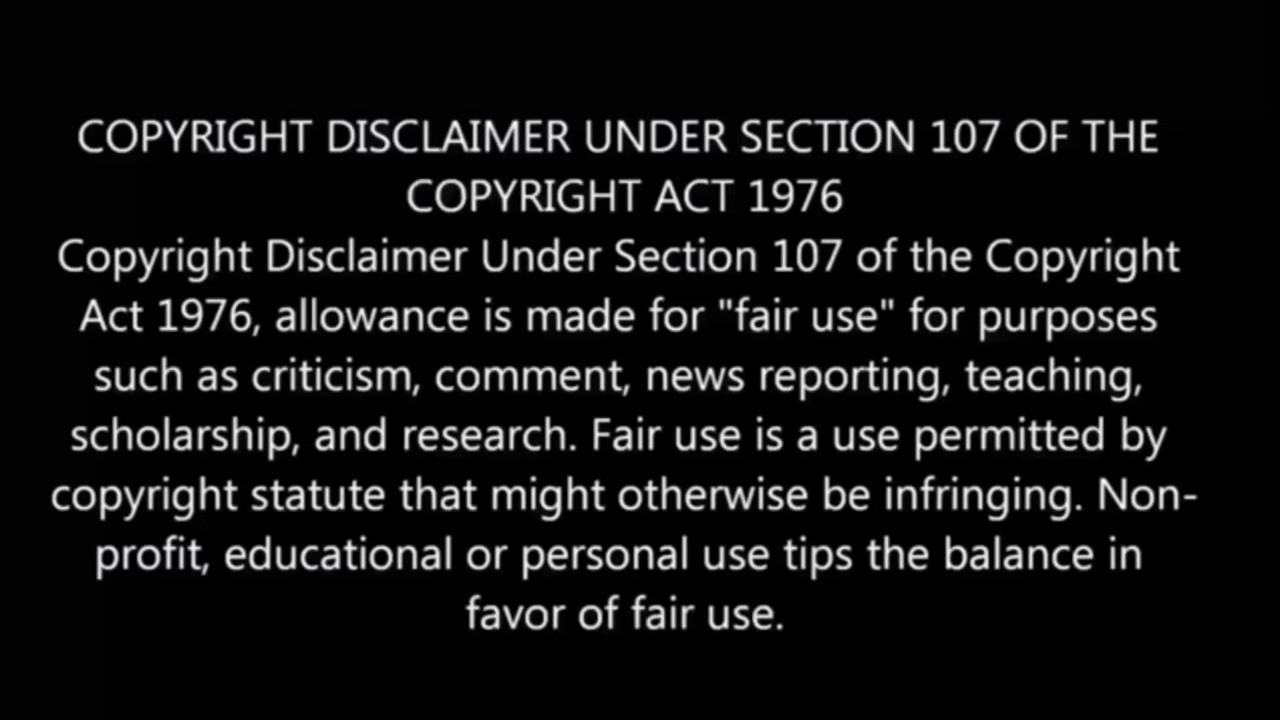 COPYRIGHT DISCLAIMER UNDER SECTION 107 OF THE
COPYRIGHT ACT 1976
Copyright Disclaimer Under Section 107 of the Copyright
Act 1976, allowance is made for "fair use" for purposes
such as criticism, comment, news reporting, teaching,
scholarship, and research. Fair use is a use permitted by
copyright statute that might otherwise be infringing. Non-
profit, educational or personal use tips the balance in
favor of fair use.